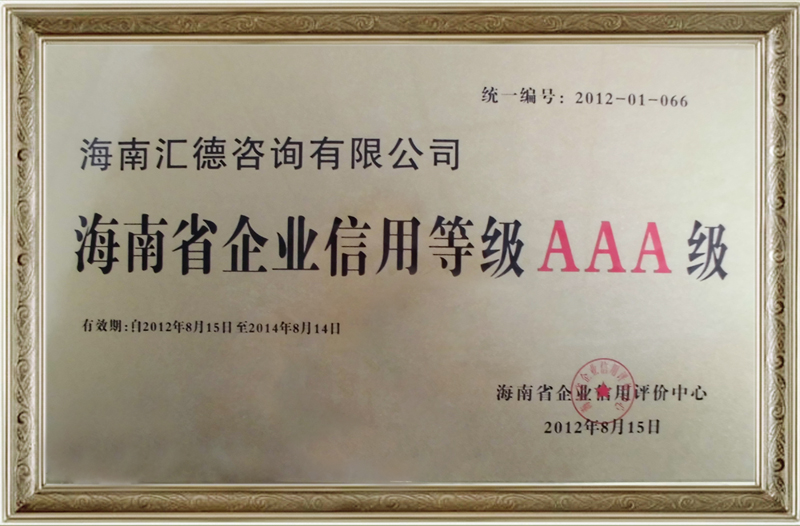 统一编号：2012-01-066
海南汇德咨询有限公司
海南省企业信用等级AAA级
有效期：自2012年8月15日至2014年8月14日
海南省企业信用评价中心
2012年8月15日